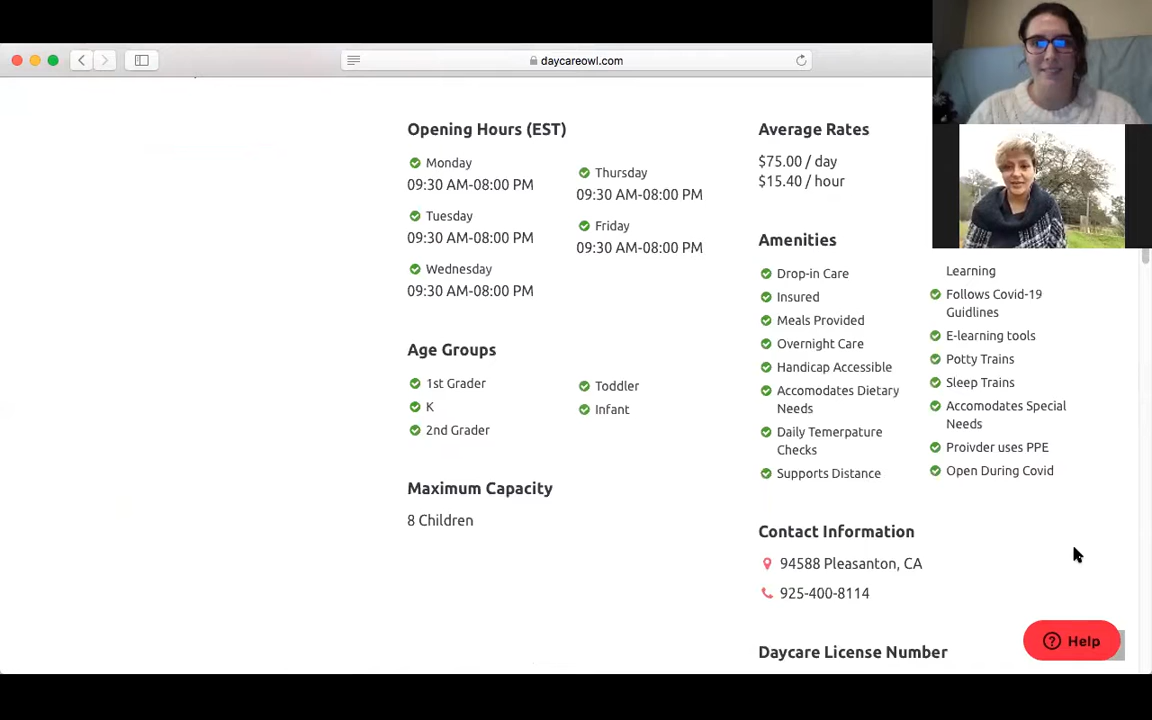 daycareowl.com
Opening Hours (EST)
Monday
09:30 AM-08:00 PM
Tuesday
09:30 AM-08:00 PM
Wednesday
09:30 AM-08:00 PM
Thursday
09:30 AM-08:00 PM
Friday
09:30 AM-08:00 PM
Age Groups
1st Grader
K
2nd Grader
Toddler
Infant
Maximum Capacity
8 Children
Average Rates
$75.00 / day
$15.40 / hour
Amenities
Drop-in Care
Insured
Meals Provided
Overnight Care
Handicap Accessible
Accomodates Dietary
Needs
Daily Temerpature
Checks
Supports Distance
Learning
Follows Covid-19
Guidlines
E-learning tools
Potty Trains
Sleep Trains
Accomodates Special
Needs
Proivder uses PPE
Open During Covid
Contact Information
94588 Pleasanton, CA
925-400-8114
Daycare License Number
Help